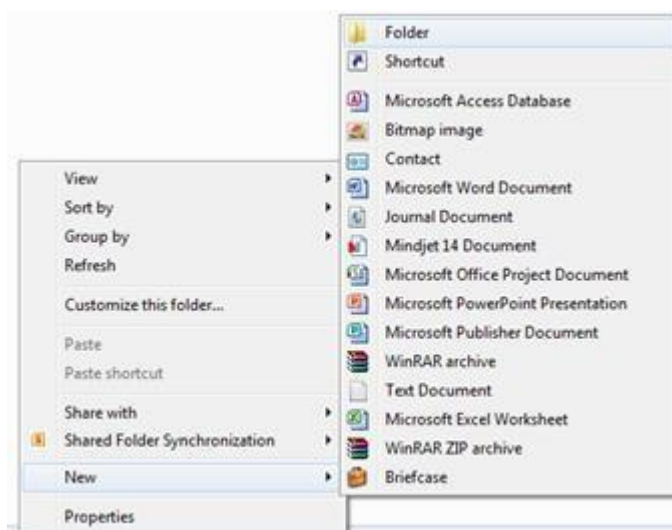 View
Sort by
Group by
Refresh
Customize this folder...
Paste
Paste shortcut
Share with
Shared Folder Synchronization
New
Properties
Folder
Shortcut
Microsoft Access Database
Bitmap image
Contact
Microsoft Word Document
Journal Document
Mindjet 14 Document
Microsoft Office Project Document
Microsoft PowerPoint Presentation
Microsoft Publisher Document
WinRAR archive
Text Document
Microsoft Excel Worksheet
WinRAR ZIP archive
Briefcase